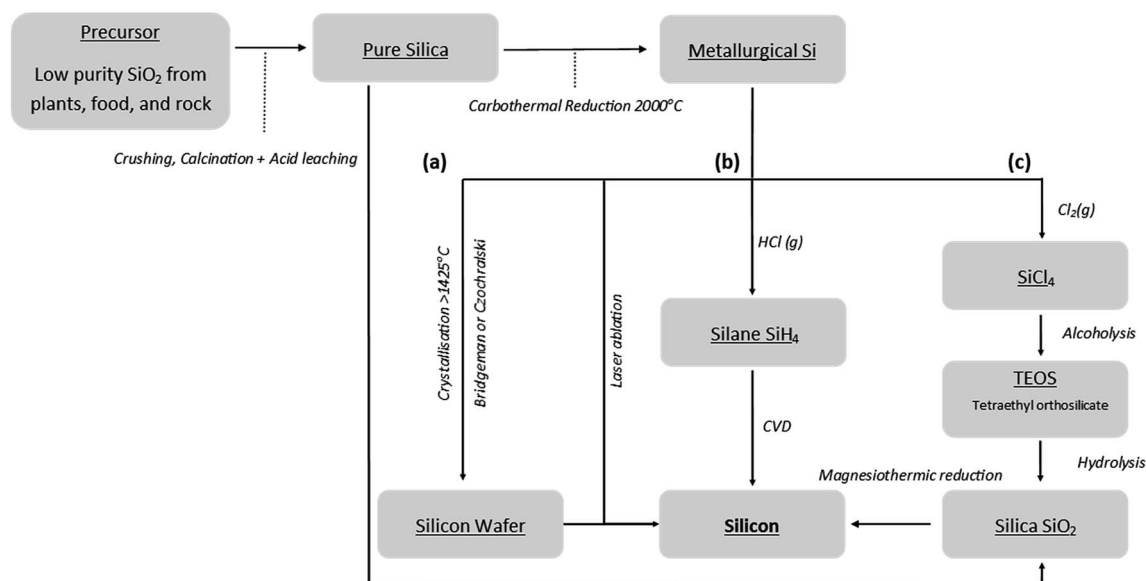 Precursor
Low purity SiO₂ from
plants, food, and rock
Pure Silica
Metallurgical Si
Crushing, Calcination + Acid leaching
Carbothermal Reduction 2000°C
(a)
(b)
(c)
Crystallisation >1425°C
Bridgeman or Czochralski
Laser ablation
HCl (g)
Cl₂(g)
Silane SiH₄
SiCl₄
Alcoholysis
TEOS
Tetraethyl orthosilicate
CVD
Hydrolysis
Magnesiothermic reduction
Silicon Wafer
Silicon
Silica SiO₂